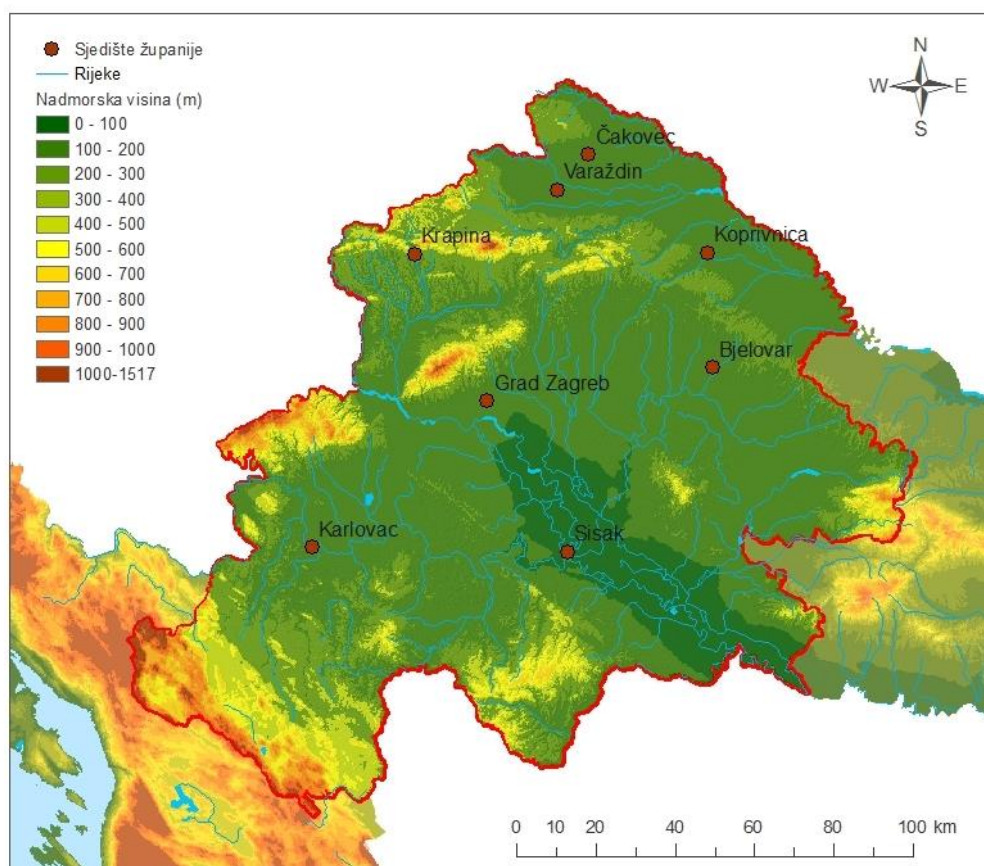 Sjedište županije
Rijeke
Nadmorska visina (m)
0 - 100
100 - 200
200 - 300
300 - 400
400 - 500
500 - 600
600 - 700
700 - 800
800 - 900
900 - 1000
1000-1517
N
W E
S
Čakovec
Varaždin
Krapina
Koprivnica
Bjelovar
Grad Zagreb
Karlovac
Sisak
0 10 20 40 60 80 100 km